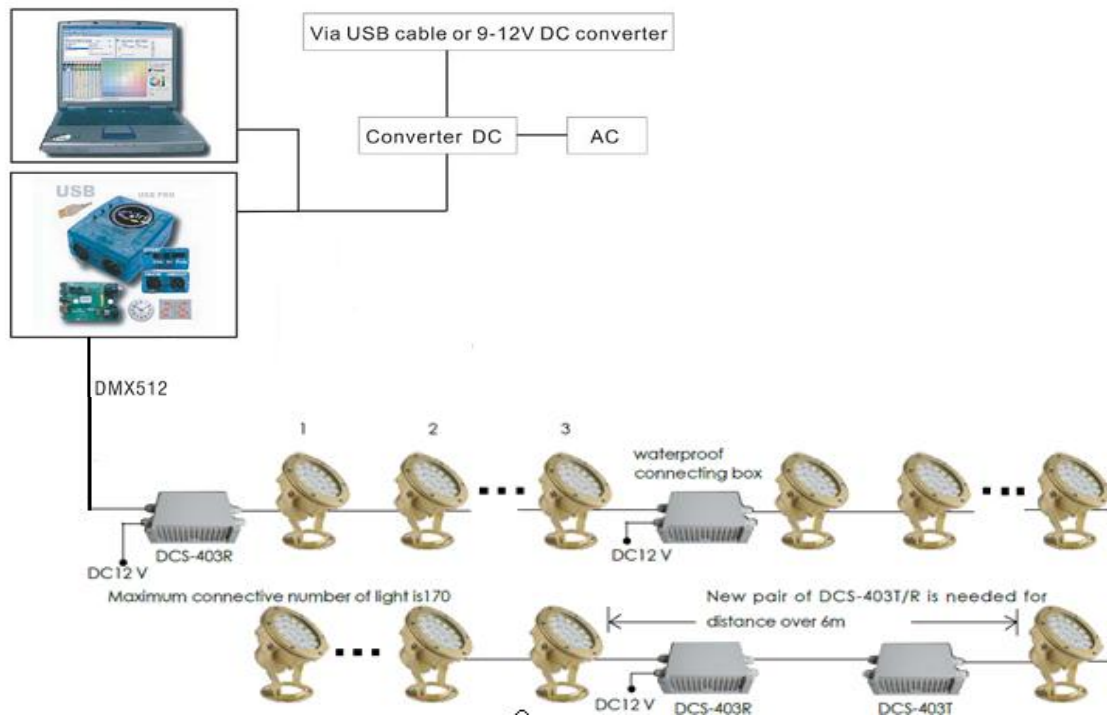 Via USB cable or 9-12V DC converter
Converter DC
AC
USB
USB PRO
DMX512
1
2
3
waterproof
connecting box
DCS-403R
DC12 V
DC12 V
Maximum connective number of light is170
New pair of DCS-403T/R is needed for
distance over 6m
DC12 V
DCS-403R
DCS-403T